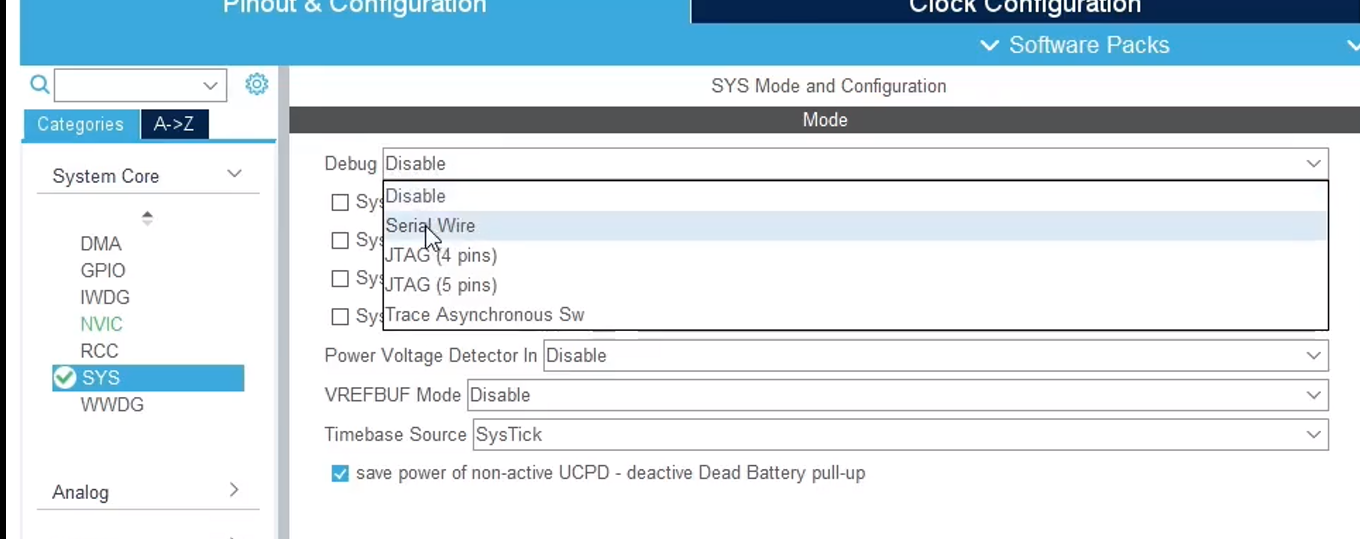 Pinout & Configuration
Clock Configuration
Software Packs
SYS Mode and Configuration
Categories
A->Z
Mode
System Core
Debug Disable
Disable
Sys
Serial Wire
Sys
JTAG (4 pins)
Sys
JTAG (5 pins)
Sys
Trace Asynchronous Sw
DMA
GPIO
IWDG
NVIC
RCC
SYS
WWDG
Analog
Power Voltage Detector In Disable
VREFBUF Mode Disable
Timebase Source SysTick
save power of non-active UCPD - deactive Dead Battery pull-up